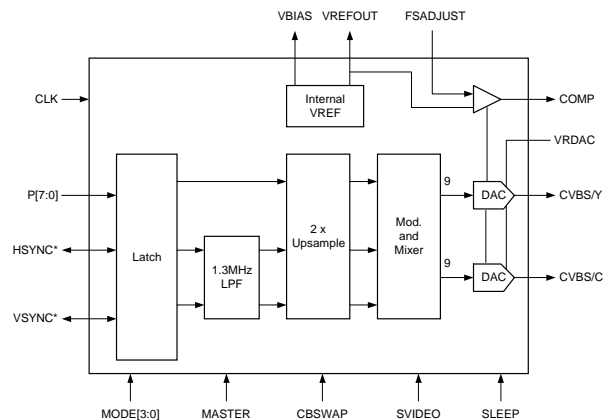 VBIAS VREFOUT FSADJUST
CLK
Internal
VREF
COMP
VRDAC
P[7:0]
9
DAC
CVBS/Y
HSYNC*
Latch
1.3MHz
LPF
2 x
Upsample
Mod.
and
Mixer
9
DAC
CVBS/C
VSYNC*
MODE[3:0] MASTER CBSWAP SVIDEO SLEEP